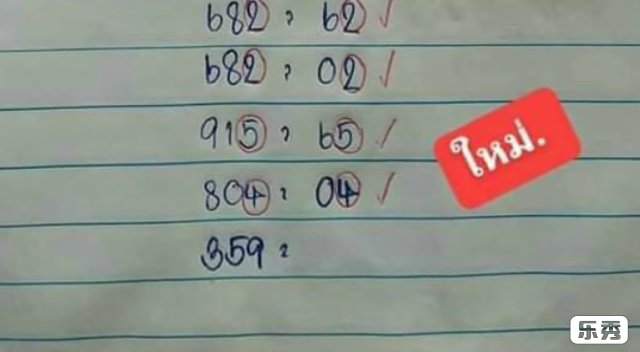 682, 62 ✓
682, 02 ✓
915, 65 ✓
804, 04 ✓
359,
ใหม่.
乐秀